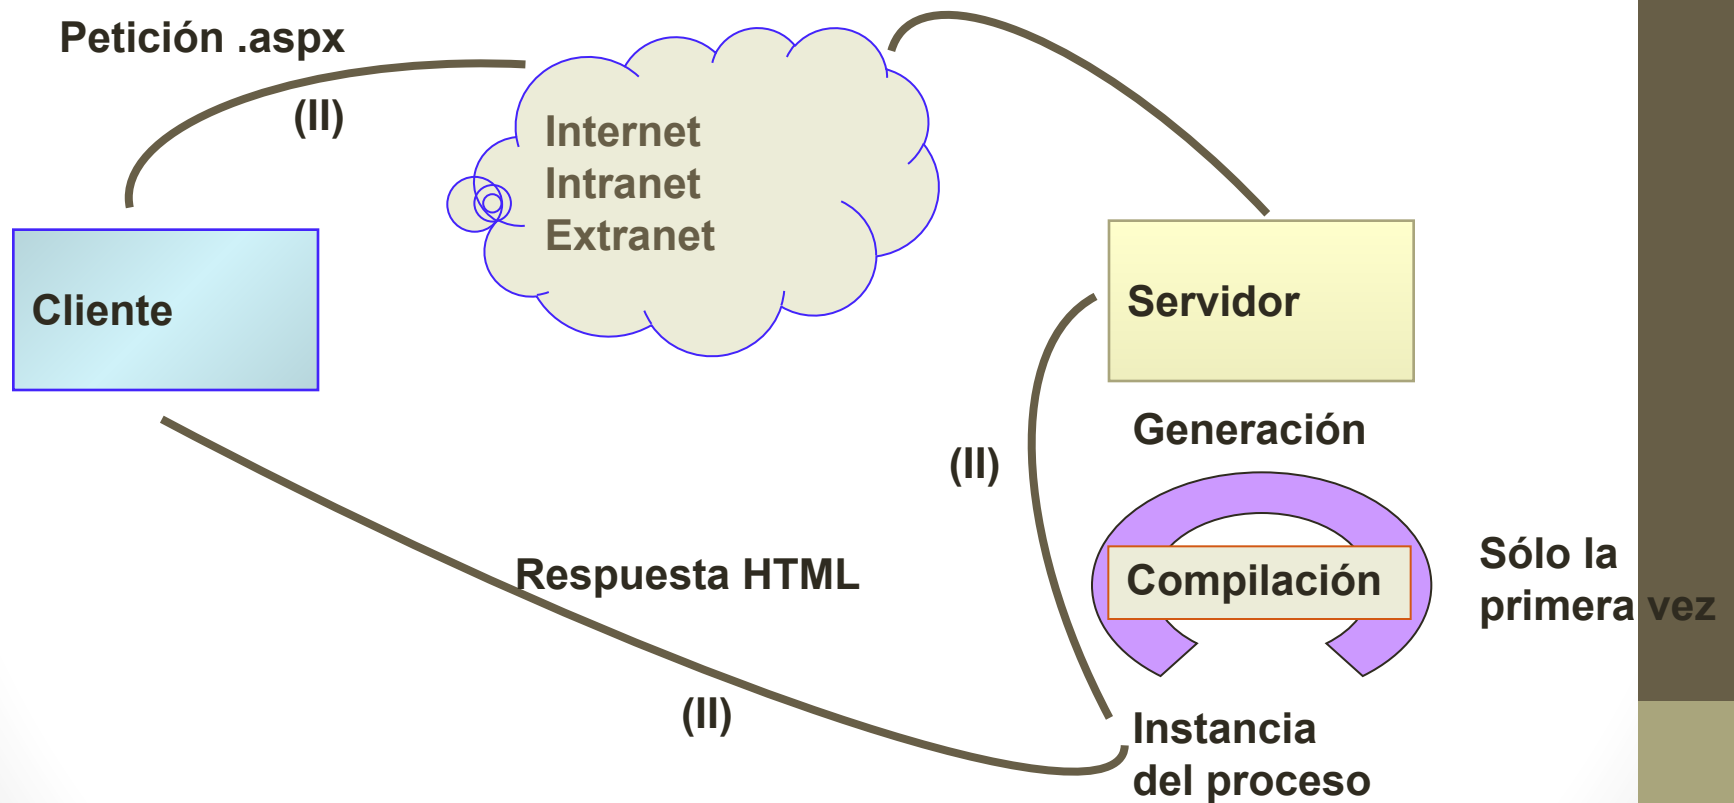 Petición .aspx
(II)
Internet
Intranet
Extranet
Cliente
Servidor
Generación
(II)
Compilación
Sólo la
primera vez
Respuesta HTML
(II)
Instancia
del proceso